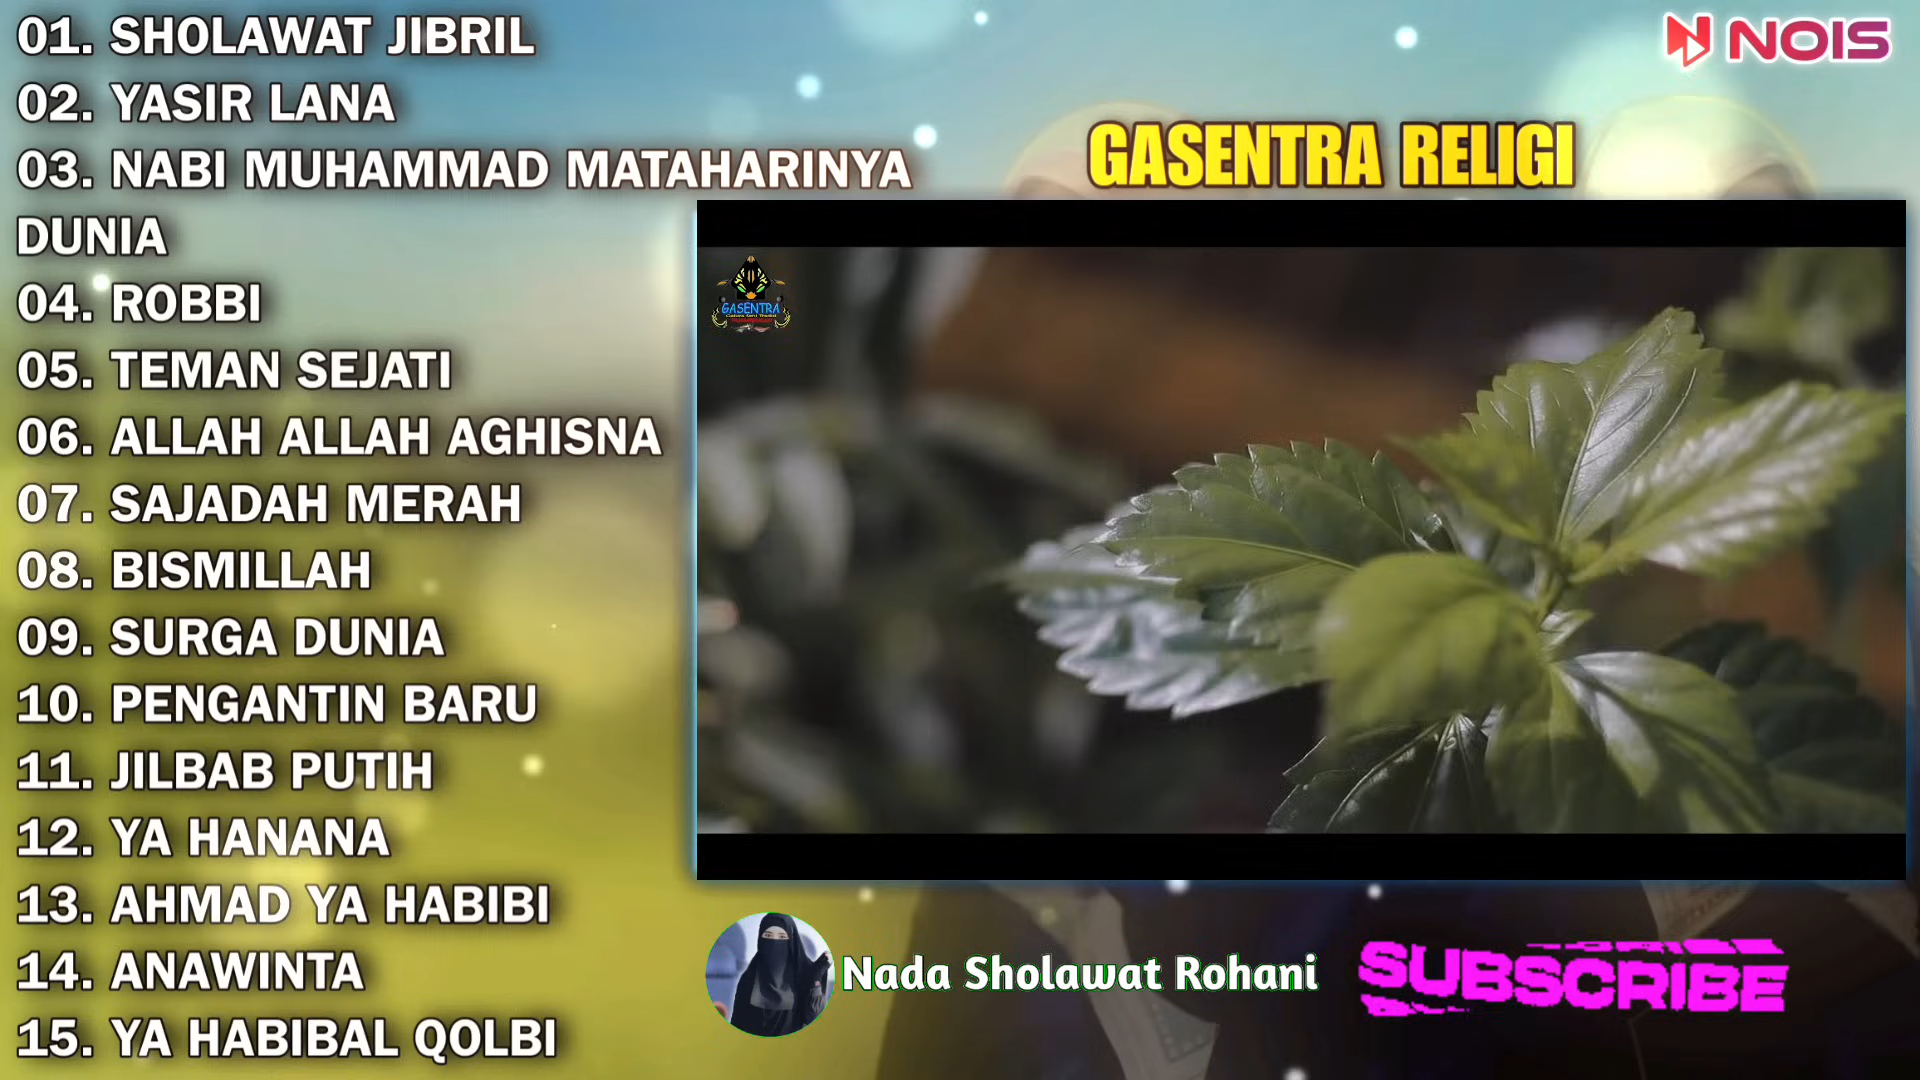 01. SHOLAWAT JIBRIL
02. YASIR LANA
03. NABI MUHAMMAD MATAHARINYA
DUNIA
04. ROBBI
05. TEMAN SEJATI
06. ALLAH ALLAH AGHISNA
07. SAJADAH MERAH
08. BISMILLAH
09. SURGA DUNIA
10. PENGANTIN BARU
11. JILBAB PUTIH
12. YA HANANA
13. AHMAD YA HABIBI
14. ANAWINTA
15. YA HABIBAL QOLBI
NOIS
GASENTRA RELIGI
GASENTRA
Nada Sholawat Rohani
SUBSCRIBE